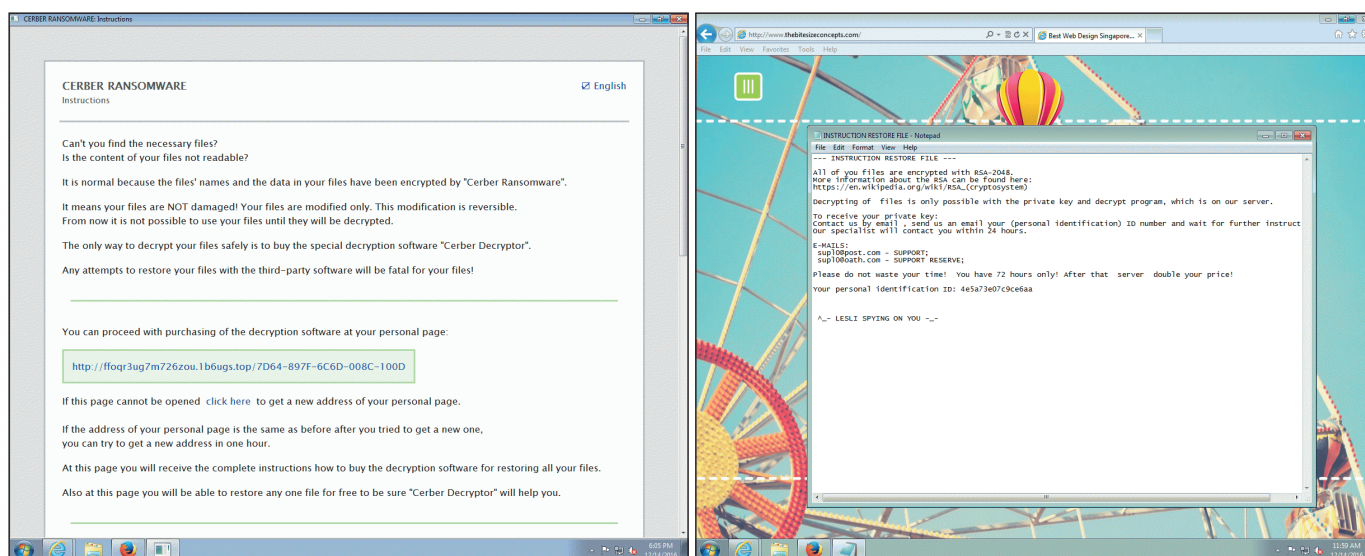 CERBER RANSOMWARE: Instructions
CERBER RANSOMWARE
English
Instructions
Can't you find the necessary files?
Is the content of your files not readable?
It is normal because the files' names and the data in your files have been encrypted by "Cerber Ransomware".
It means your files are NOT damaged! Your files are modified only. This modification is reversible.
From now it is not possible to use your files until they will be decrypted.
The only way to decrypt your files safely is to buy the special decryption software "Cerber Decryptor".
Any attempts to restore your files with the third-party software will be fatal for your files!
You can proceed with purchasing of the decryption software at your personal page:
http://ffoqr3ug7m726zou.1b6ugs.top/7D64-897F-6C6D-008C-100D
If this page cannot be opened click here to get a new address of your personal page.
If the address of your personal page is the same as before after you tried to get a new one,
you can try to get a new address in one hour.
At this page you will receive the complete instructions how to buy the decryption software for restoring all your files.
Also at this page you will be able to restore any one file for free to be sure "Cerber Decryptor" will help you.
6:05 PM
12/14/2016
http://www.thebitesizeconcepts.com/
Best Web Design Singapore...
File Edit View Favorites Tools Help
INSTRUCTION RESTORE FILE - Notepad
File Edit Format View Help
--- INSTRUCTION RESTORE FILE ---
All of you files are encrypted with RSA-2048.
More information about the RSA can be found here:
https://en.wikipedia.org/wiki/RSA_(cryptosystem)
Decrypting of files is only possible with the private key and decrypt program, which is on our server.
To receive your private key:
Contact us by email , send us an email your (personal identification) ID number and wait for further instruct
Our specialist will contact you within 24 hours.
E-MAILS:
supl0@post.com - SUPPORT;
supl0@oath.com - SUPPORT RESERVE;
Please do not waste your time! You have 72 hours only! After that server double your price!
Your personal identification ID: 4e5a73e07c9ce6aa
^_- LESLI SPYING ON YOU -_-
11:59 AM
12/14/2016